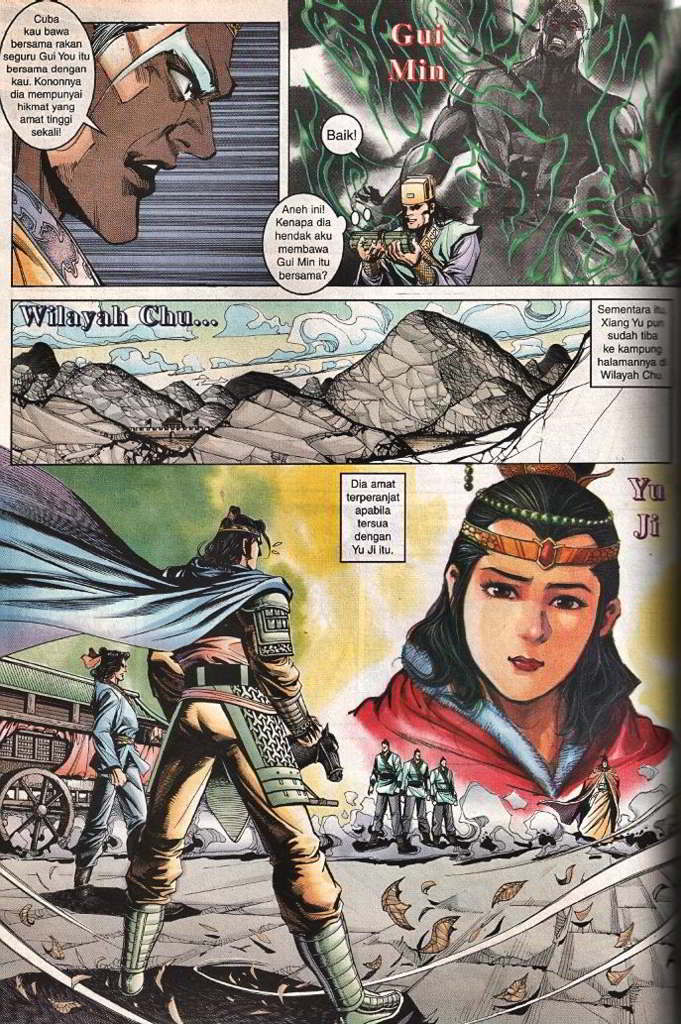 Cuba
kau bawa
bersama rakan
seguru Gui You itu
bersama dengan
kau. Kononnya
dia mempunyai
hikmat yang
amat tinggi
sekali!
Gui
Min
Baik!
Aneh ini!
Kenapa dia
hendak aku
membawa
Gui Min itu
bersama?
Wilayah Chu...
Sementara itu,
Xiang Yu pun
sudah tiba
ke kampung
halamannya di
Wilayah Chu.
Dia amat
terperanjat
apabila
tersua
dengan
Yu Ji itu.
Yu
Ji